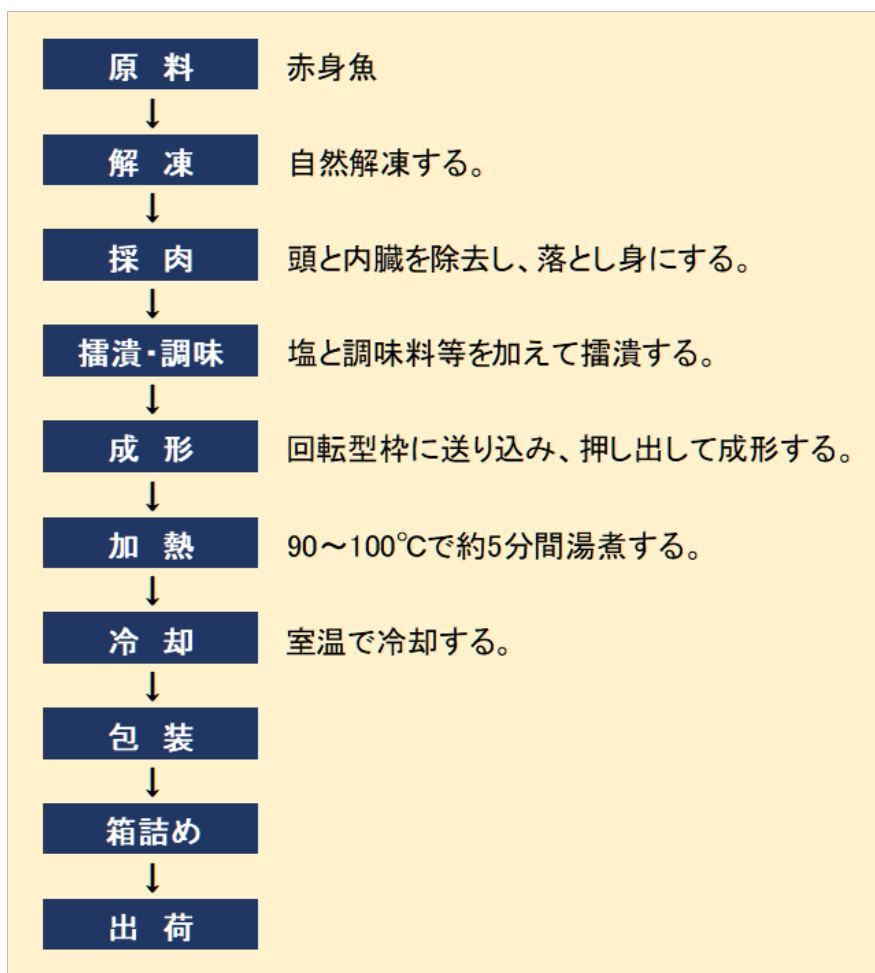 原 料 赤身魚
↓
解 凍 自然解凍する。
↓
採 肉 頭と内臓を除去し、落とし身にする。
↓
擂潰・調味 塩と調味料等を加えて擂潰する。
↓
成 形 回転型枠に送り込み、押し出して成形する。
↓
加 熱 90～100℃で約5分間湯煮する。
↓
冷 却 室温で冷却する。
↓
包 装
↓
箱詰め
↓
出 荷